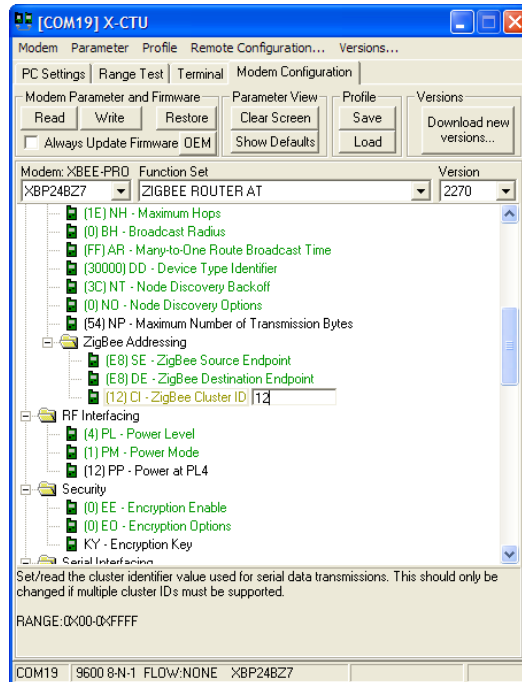 [COM19] X-CTU
Modem Parameter Profile Remote Configuration... Versions...
PC Settings Range Test Terminal Modem Configuration
Modem Parameter and Firmware Parameter View Profile Versions
Read Write Restore Clear Screen Save Download new versions...
Always Update Firmware OEM Show Defaults Load
Modem: XBEE-PRO Function Set Version
XBP24BZ7 ZIGBEE ROUTER AT 2270
(1E) NH - Maximum Hops
(0) BH - Broadcast Radius
(FF) AR - Many-to-One Route Broadcast Time
(30000) DD - Device Type Identifier
(3C) NT - Node Discovery Backoff
(0) NO - Node Discovery Options
(54) NP - Maximum Number of Transmission Bytes
ZigBee Addressing
(E8) SE - ZigBee Source Endpoint
(E8) DE - ZigBee Destination Endpoint
(12) CI - ZigBee Cluster ID 12
RF Interfacing
(4) PL - Power Level
(1) PM - Power Mode
(12) PP - Power at PL4
Security
(0) EE - Encryption Enable
(0) EO - Encryption Options
KY - Encryption Key
Serial Interfacing
Set/read the cluster identifier value used for serial data transmissions. This should only be
changed if multiple cluster IDs must be supported.
RANGE:0X00-0XFFFF
COM19 9600 8-N-1 FLOW:NONE XBP24BZ7